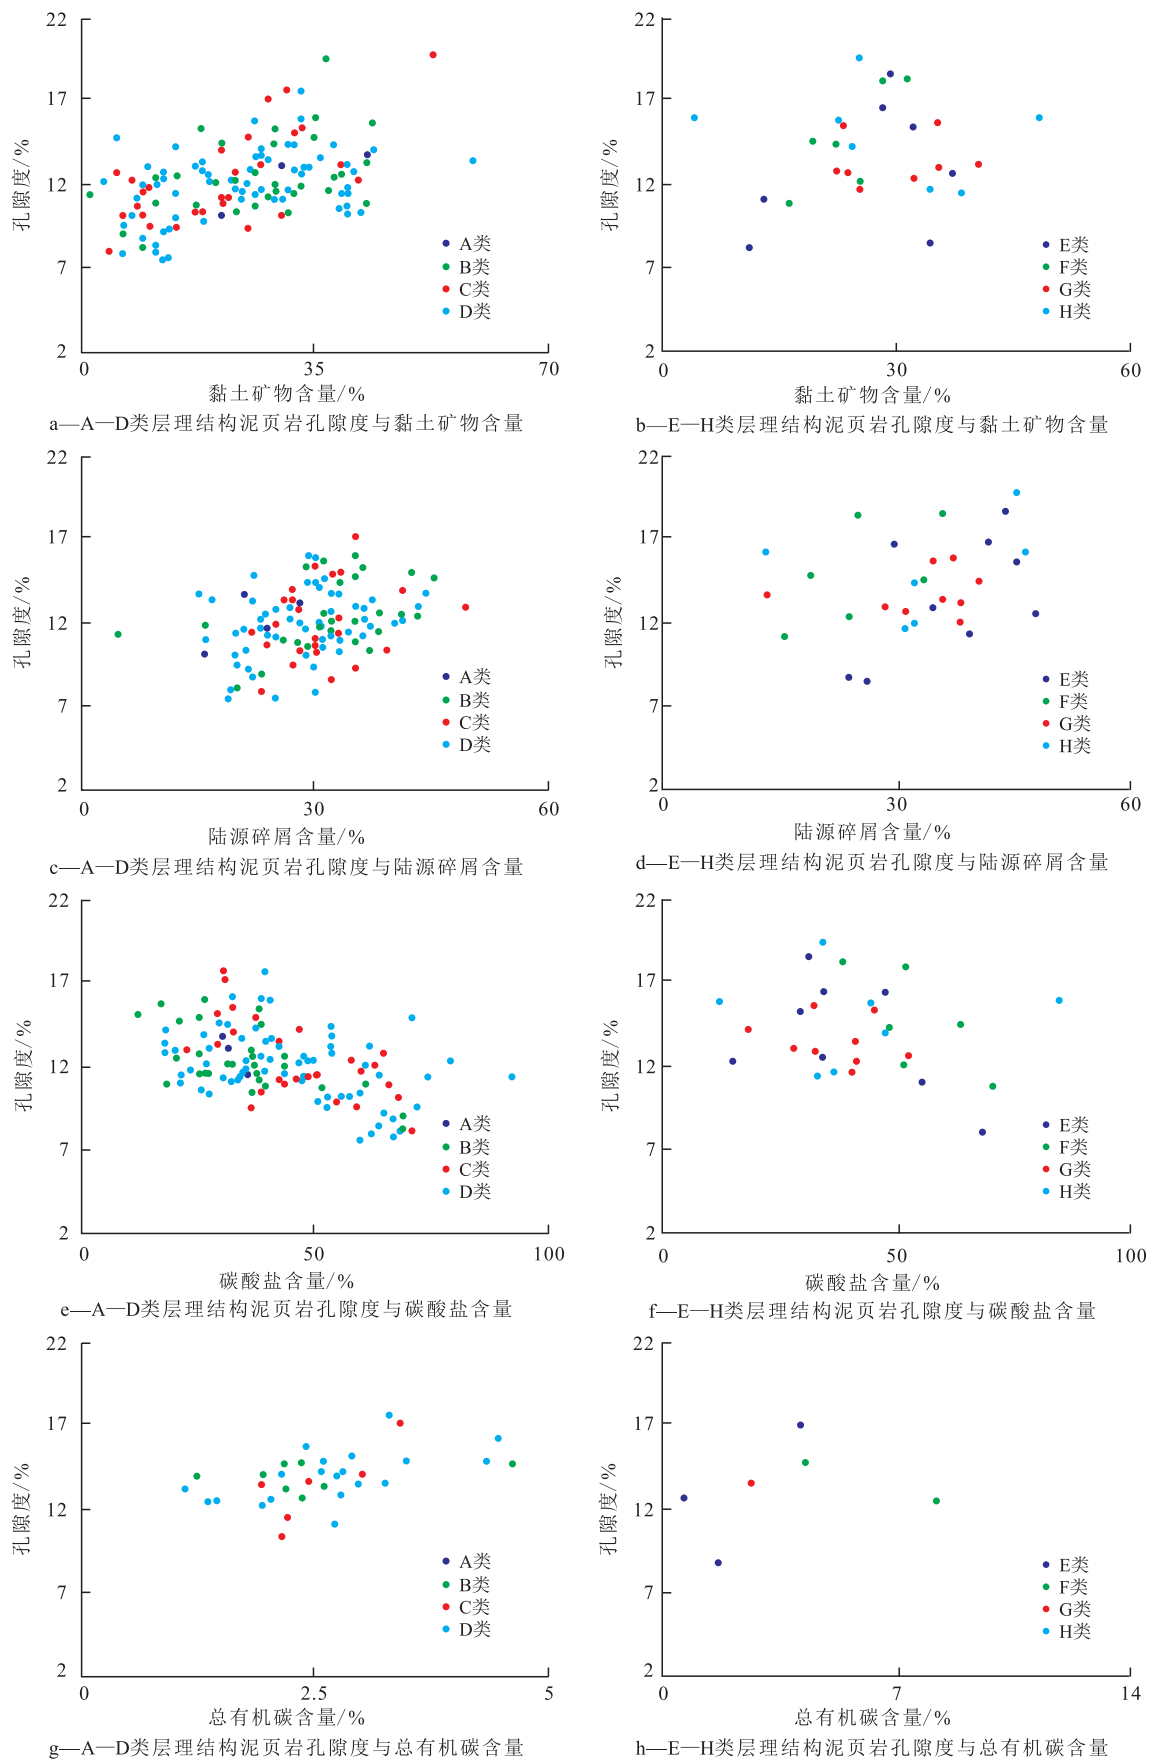 22
17
12
7
2
孔隙度/%
A类
B类
C类
D类
0 35 70
黏土矿物含量/%
a—A—D类层理结构泥页岩孔隙度与黏土矿物含量
22
17
12
7
2
孔隙度/%
E类
F类
G类
H类
0 30 60
黏土矿物含量/%
b—E—H类层理结构泥页岩孔隙度与黏土矿物含量
22
17
12
7
2
孔隙度/%
A类
B类
C类
D类
0 30 60
陆源碎屑含量/%
c—A—D类层理结构泥页岩孔隙度与陆源碎屑含量
22
17
12
7
2
孔隙度/%
E类
F类
G类
H类
0 30 60
陆源碎屑含量/%
d—E—H类层理结构泥页岩孔隙度与陆源碎屑含量
22
17
12
7
2
孔隙度/%
A类
B类
C类
D类
0 50 100
碳酸盐含量/%
e—A—D类层理结构泥页岩孔隙度与碳酸盐含量
22
17
12
7
2
孔隙度/%
E类
F类
G类
H类
0 50 100
碳酸盐含量/%
f—E—H类层理结构泥页岩孔隙度与碳酸盐含量
22
17
12
7
2
孔隙度/%
A类
B类
C类
D类
0 2.5 5
总有机碳含量/%
g—A—D类层理结构泥页岩孔隙度与总有机碳含量
22
17
12
7
2
孔隙度/%
E类
F类
G类
H类
0 7 14
总有机碳含量/%
h—E—H类层理结构泥页岩孔隙度与总有机碳含量